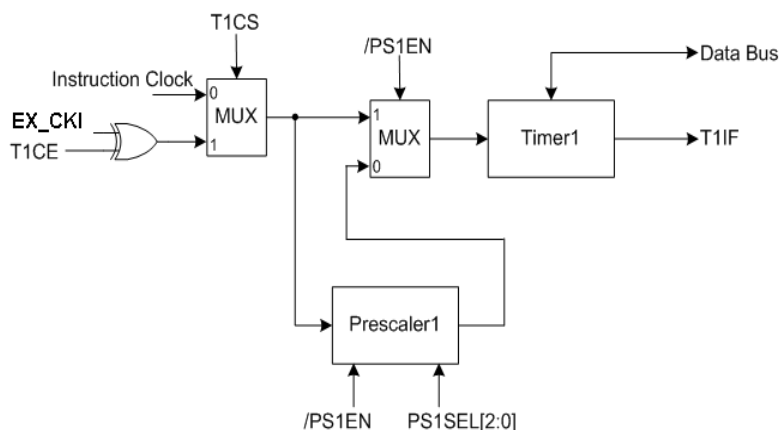 T1CS
/PS1EN
Data Bus
Instruction Clock
0
MUX
1
EX_CKI
T1CE
1
MUX
0
Timer1
T1IF
Prescaler1
/PS1EN
PS1SEL[2:0]